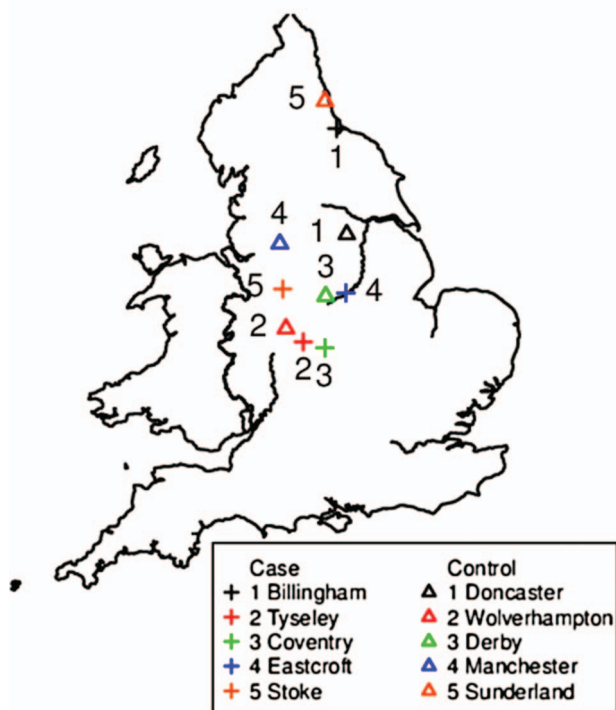 5
1
4
1
3
5
4
2
2
3
Case Control
1 Billingham 1 Doncaster
2 Tyseley 2 Wolverhampton
3 Coventry 3 Derby
4 Eastcroft 4 Manchester
5 Stoke 5 Sunderland